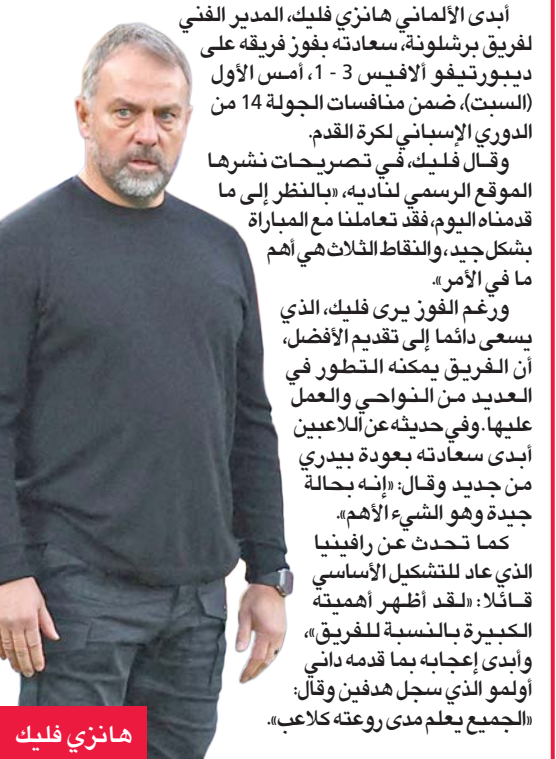 أبدى الألماني هانزي فليك، المدير الفني
لفريق برشلونة، سعادته بفوز فريقه على
ديبورتيفو ألافيس 3 - 1، أمس الأول
(السبت)، ضمن منافسات الجولة 14 من
الدوري الإسباني لكرة القدم.
وقال فليك، في تصريحات نشرها
الموقع الرسمي لناديه، «بالنظر إلى ما
قدمناه اليوم، فقد تعاملنا مع المباراة
بشكل جيد، والنقاط الثلاث هي أهم
ما في الأمر».
ورغم الفوز يرى فليك، الذي
يسعى دائما إلى تقديم الأفضل،
أن الفريق يمكنه التطور في
العديد من النواحي والعمل
عليها. وفي حديثه عن اللاعبين
أبدى سعادته بعودة بيدري
من جديد وقال: «إنه بحالة
جيدة وهو الشيء الأهم».
كما تحدث عن رافينيا
الذي عاد للتشكيل الأساسي
قائلا: «لقد أظهر أهميته
الكبيرة بالنسبة للفريق»،
وأبدى إعجابه بما قدمه داني
أولمو الذي سجل هدفين وقال:
«الجميع يعلم مدى روعته كلاعب».
هانزي فليك